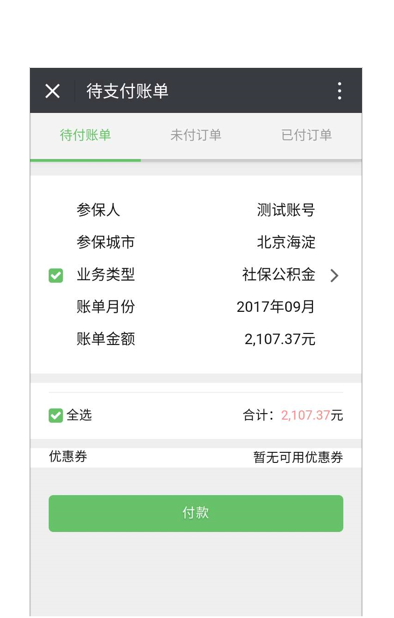 待支付账单
待付账单 未付订单 已付订单
参保人 测试账号
参保城市 北京海淀
业务类型 社保公积金
账单月份 2017年09月
账单金额 2,107.37元
全选 合计：2,107.37元
优惠券 暂无可用优惠券
付款